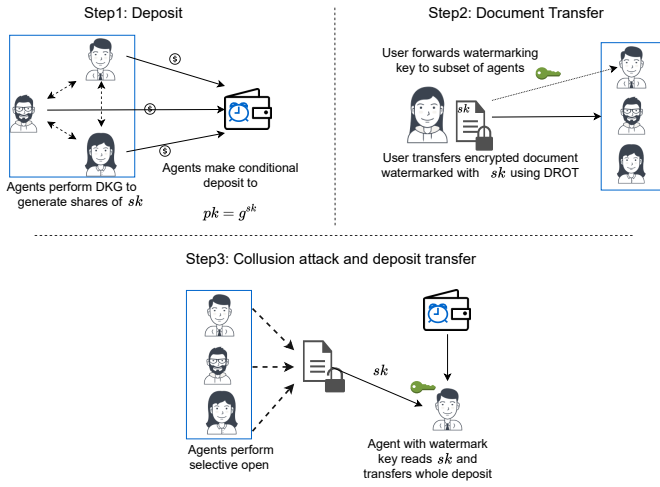 Step1: Deposit
$
$
$
Agents perform DKG to
generate shares of sk
Agents make conditional
deposit to
pk = g^{sk}
Step2: Document Transfer
User forwards watermarking
key to subset of agents
sk
User transfers encrypted document
watermarked with sk using DROT
Step3: Collusion attack and deposit transfer
sk
Agents perform
selective open
Agent with watermark
key reads sk and
transfers whole deposit